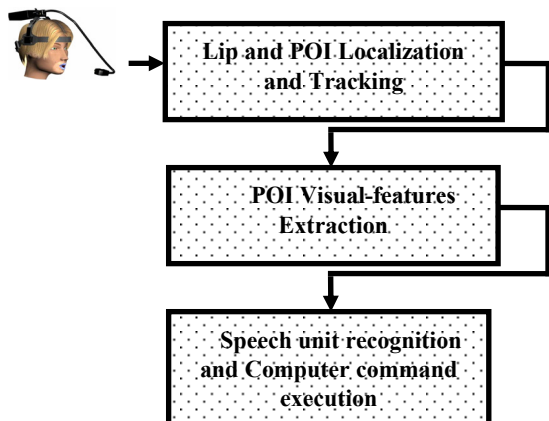 Lip and POI Localization
and Tracking
POI Visual-features
Extraction
Speech unit recognition
and Computer command
execution